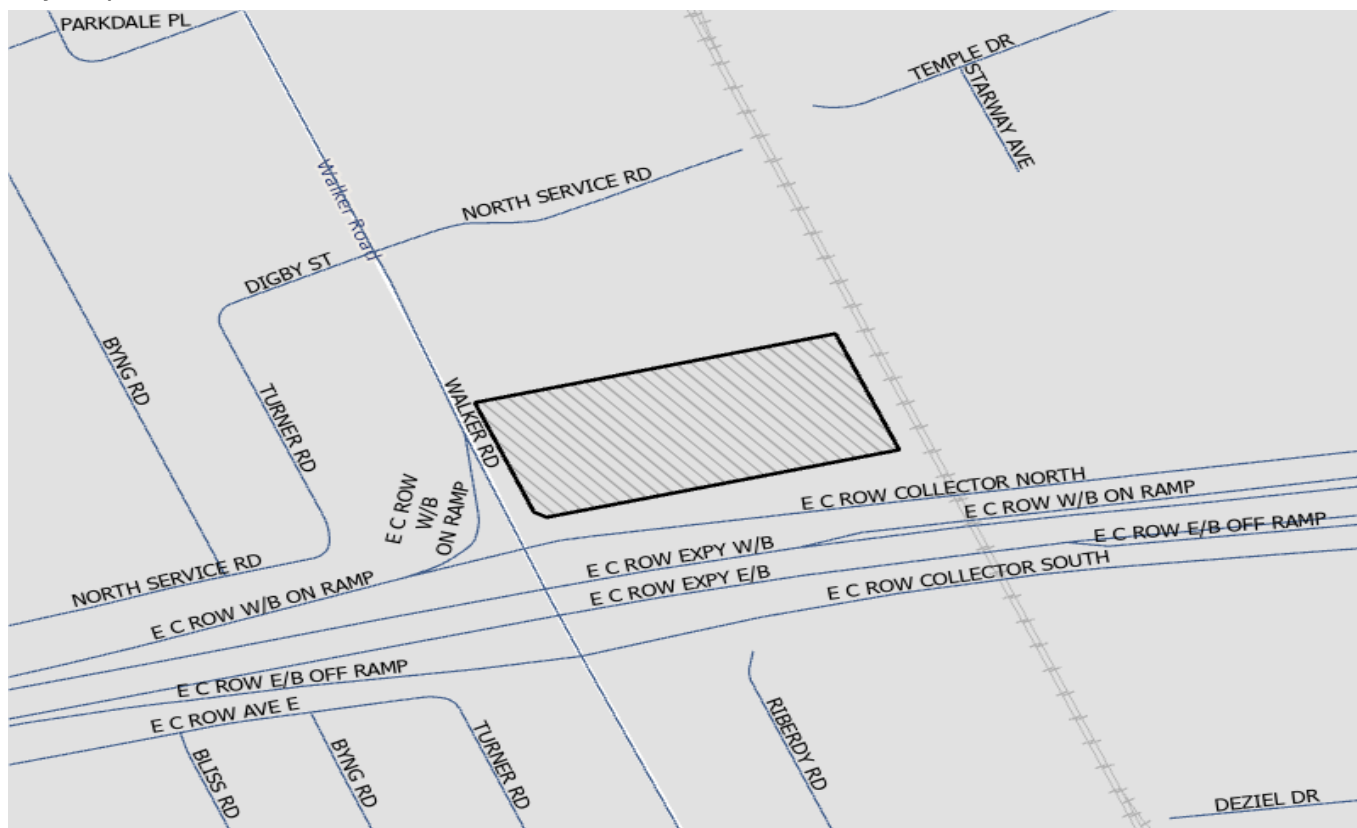 PARKDALE PL
TEMPLE DR
STARWAY AVE
NORTH SERVICE RD
Walker Road
DIGBY ST
BYNG RD
TURNER RD
WALKER RD
E C ROW
W/B
ON RAMP
E C ROW COLLECTOR NORTH
E C ROW W/B ON RAMP
E C ROW E/B OFF RAMP
E C ROW EXPY W/B
E C ROW EXPY E/B
E C ROW COLLECTOR SOUTH
NORTH SERVICE RD
E C ROW W/B ON RAMP
E C ROW E/B OFF RAMP
E C ROW AVE E
BLISS RD
BYNG RD
TURNER RD
RIBERDY RD
DEZIEL DR